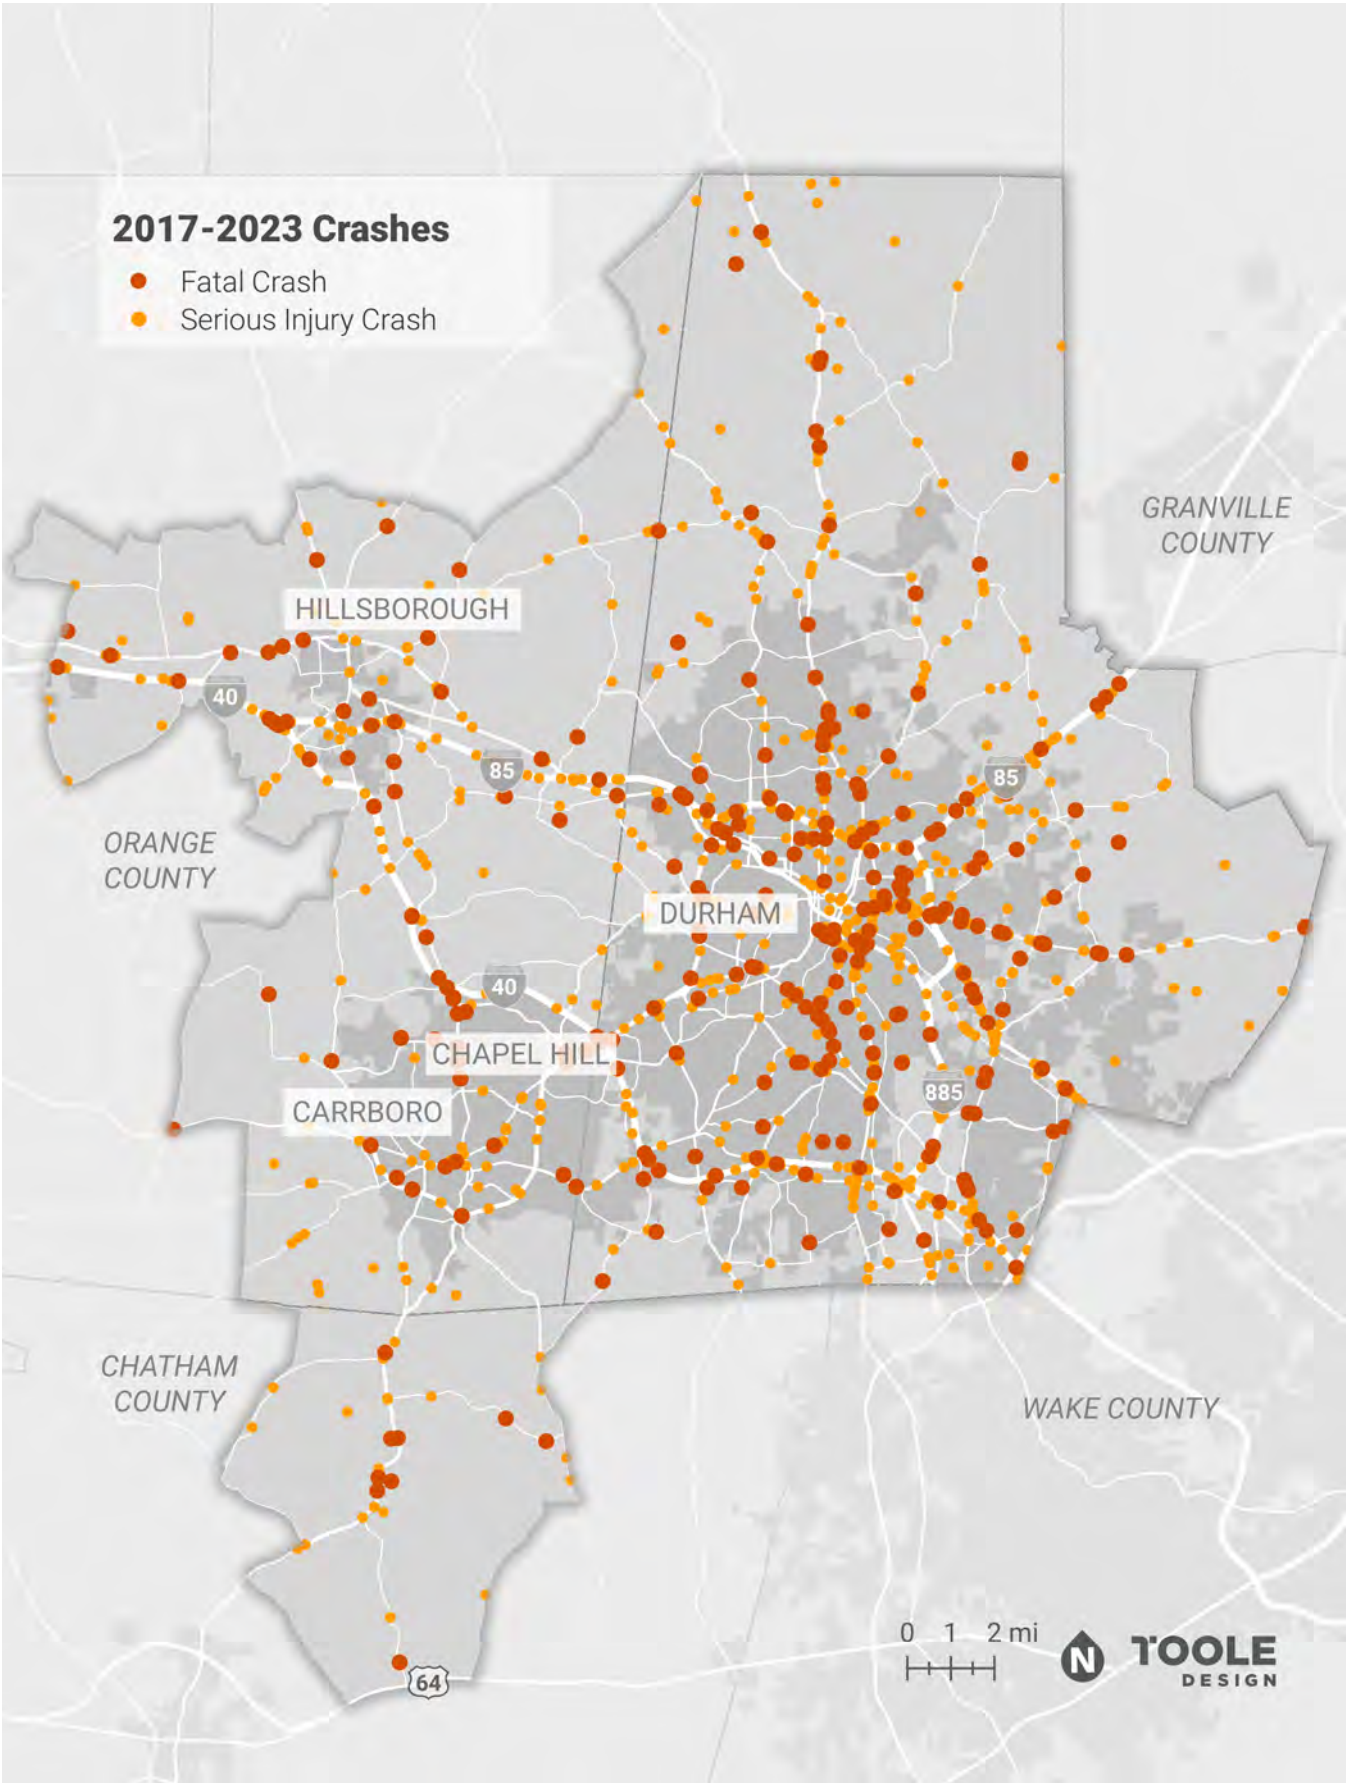 2017-2023 Crashes
Fatal Crash
Serious Injury Crash
GRANVILLE
COUNTY
HILLSBOROUGH
40
85
85
ORANGE
COUNTY
DURHAM
40
CHAPEL HILL
885
CARRBORO
CHATHAM
COUNTY
WAKE COUNTY
0 1 2 mi
N
TOOLE
DESIGN
64